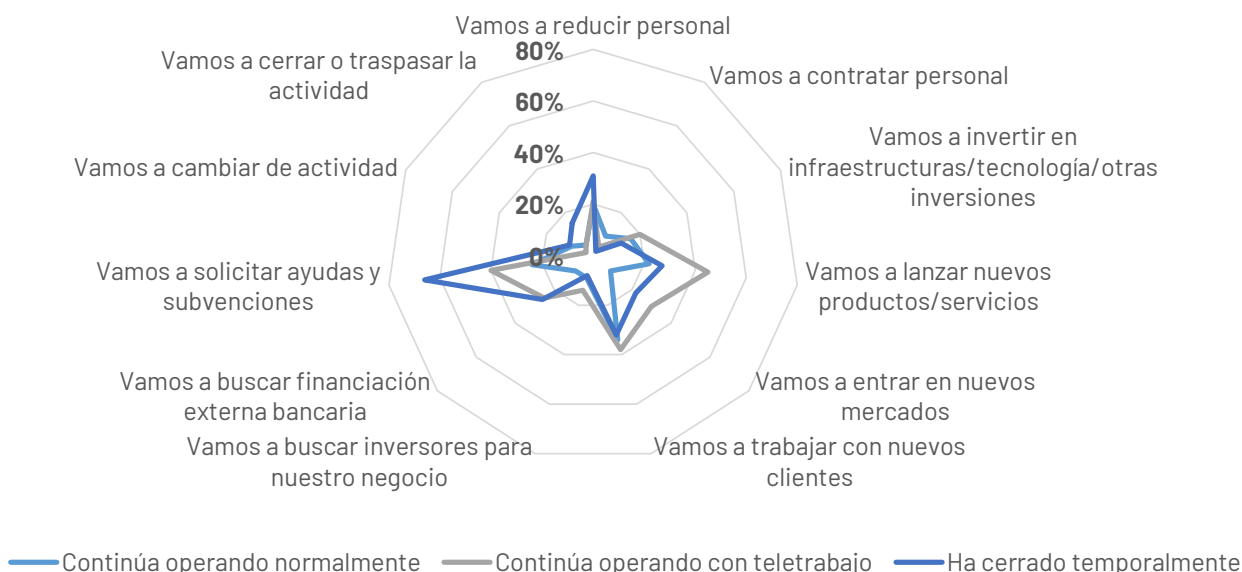 Vamos a reducir personal
Vamos a contratar personal
Vamos a invertir en
infraestructuras/tecnología/otras
inversiones
Vamos a lanzar nuevos
productos/servicios
Vamos a entrar en nuevos
mercados
Vamos a trabajar con nuevos
clientes
Vamos a buscar inversores para
nuestro negocio
Vamos a buscar financiación
externa bancaria
Vamos a solicitar ayudas y
subvenciones
Vamos a cambiar de actividad
Vamos a cerrar o traspasar la
actividad
80%
60%
40%
20%
0%
Continúa operando normalmente
Continúa operando con teletrabajo
Ha cerrado temporalmente